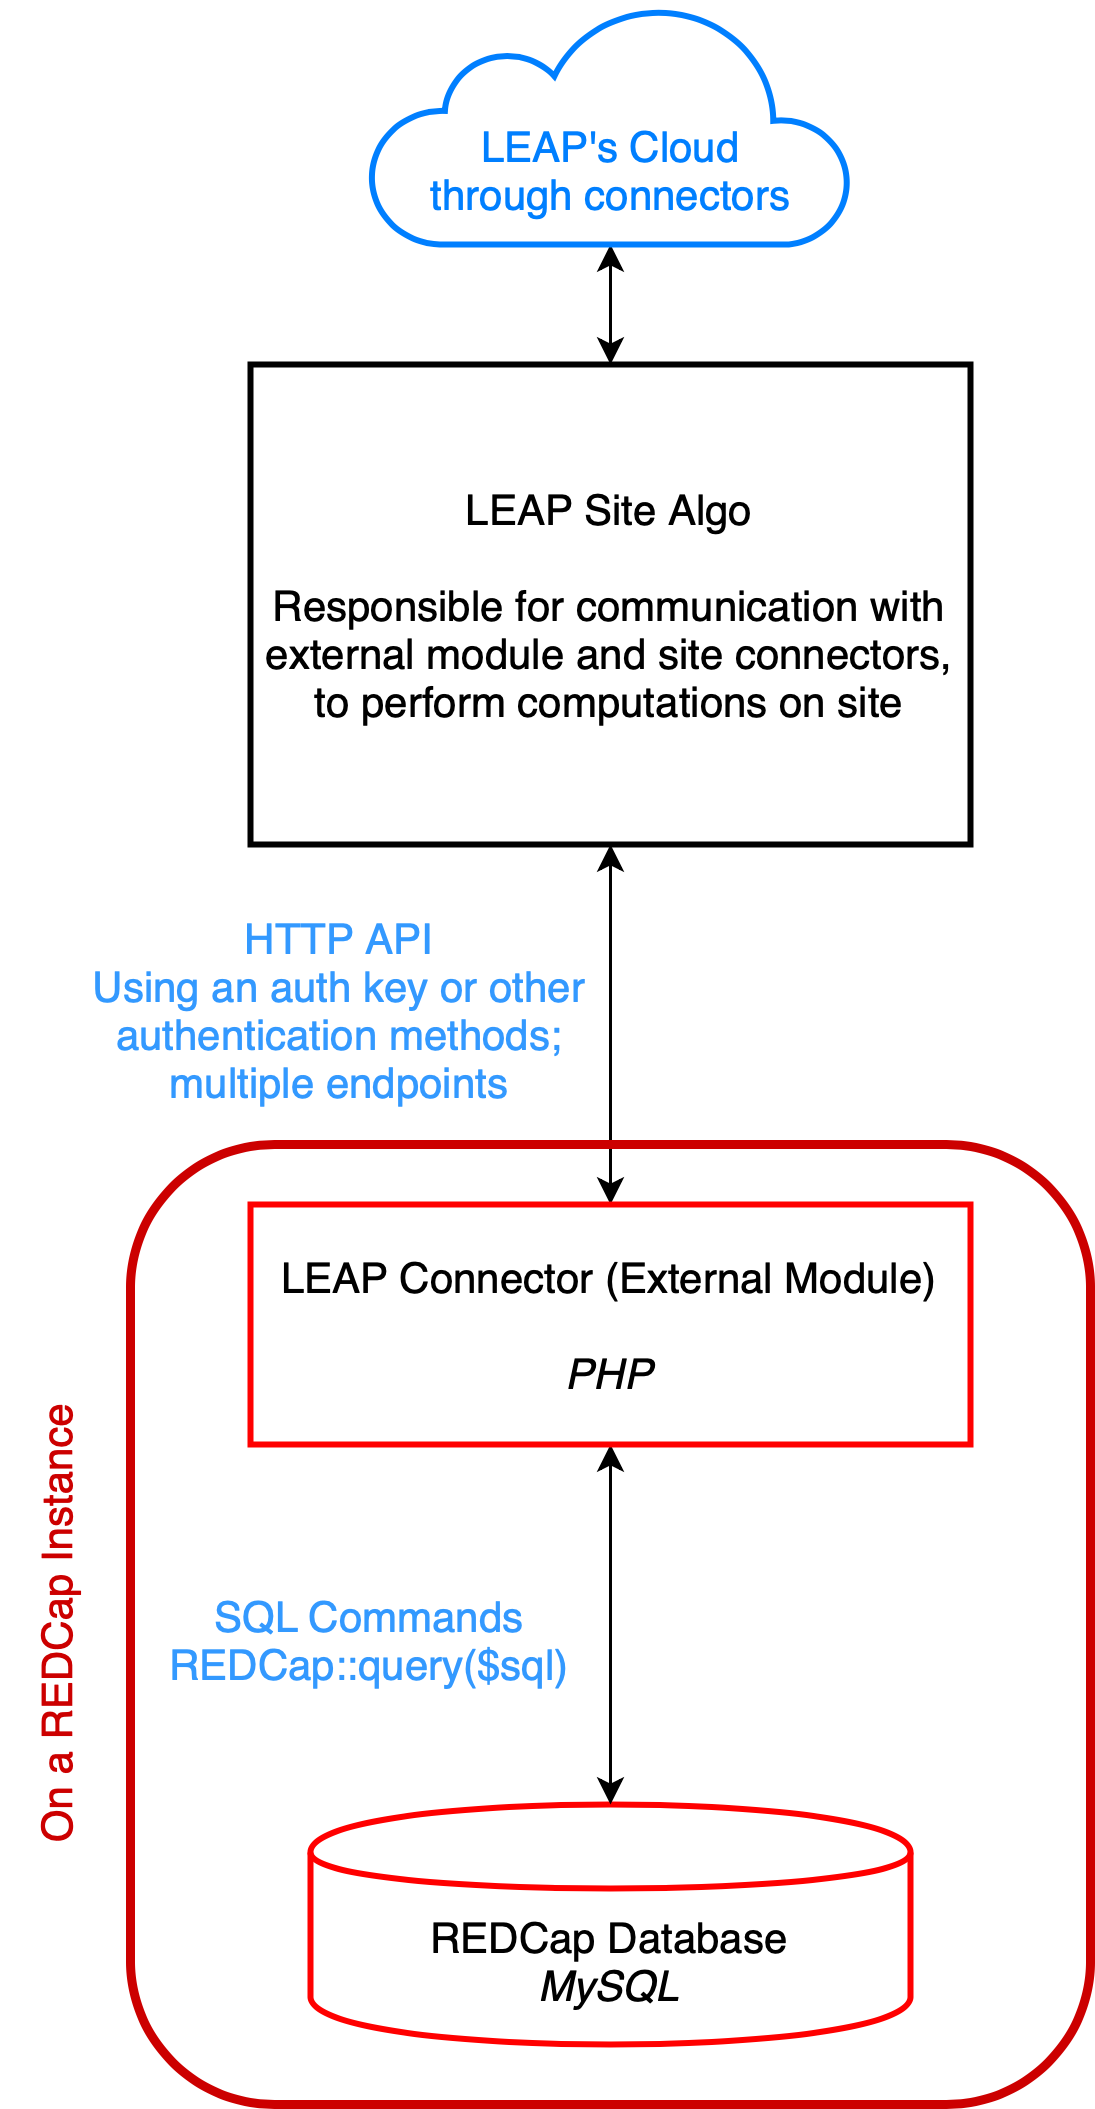 LEAP's Cloud
through connectors
LEAP Site Algo
Responsible for communication with
external module and site connectors,
to perform computations on site
HTTP API
Using an auth key or other
authentication methods;
multiple endpoints
LEAP Connector (External Module)
PHP
On a REDCap Instance
SQL Commands
REDCap::query($sql)
REDCap Database
MySQL